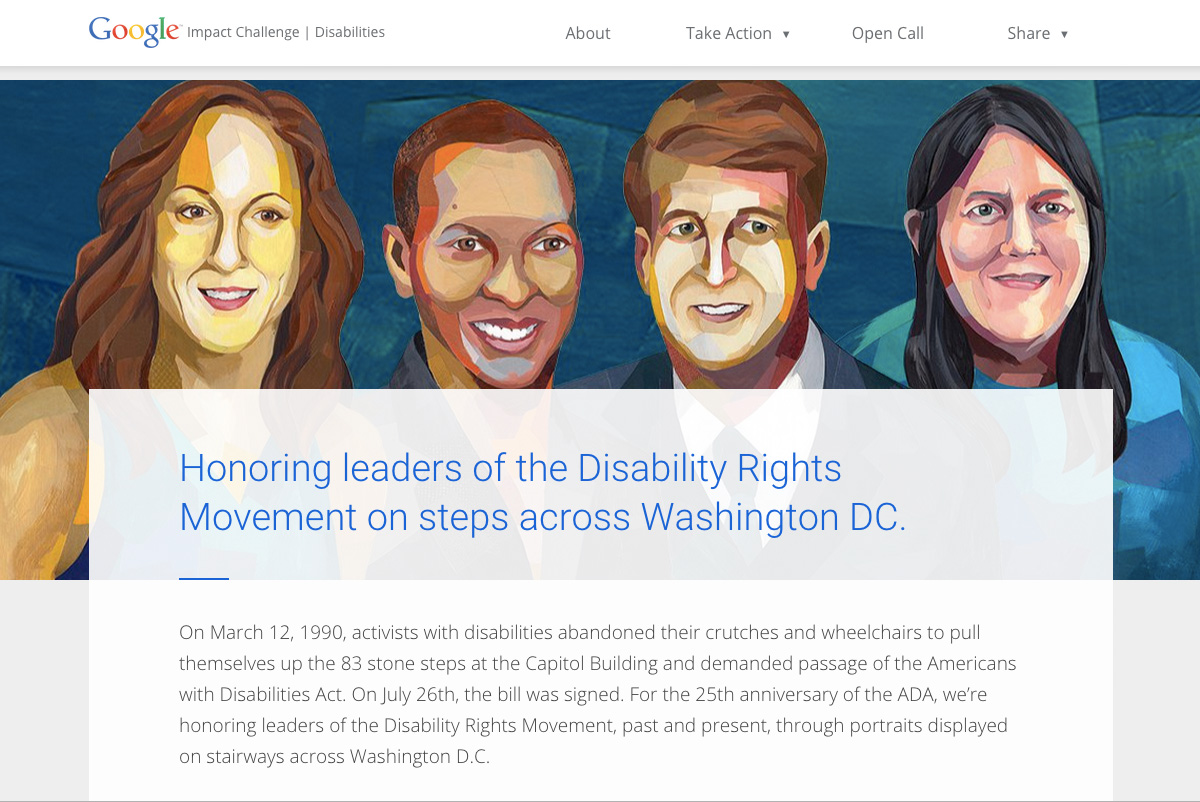 Google Impact Challenge | Disabilities
About
Take Action ▾
Open Call
Share ▾
Honoring leaders of the Disability Rights
Movement on steps across Washington DC.
On March 12, 1990, activists with disabilities abandoned their crutches and wheelchairs to pull
themselves up the 83 stone steps at the Capitol Building and demanded passage of the Americans
with Disabilities Act. On July 26th, the bill was signed. For the 25th anniversary of the ADA, we’re
honoring leaders of the Disability Rights Movement, past and present, through portraits displayed
on stairways across Washington D.C.